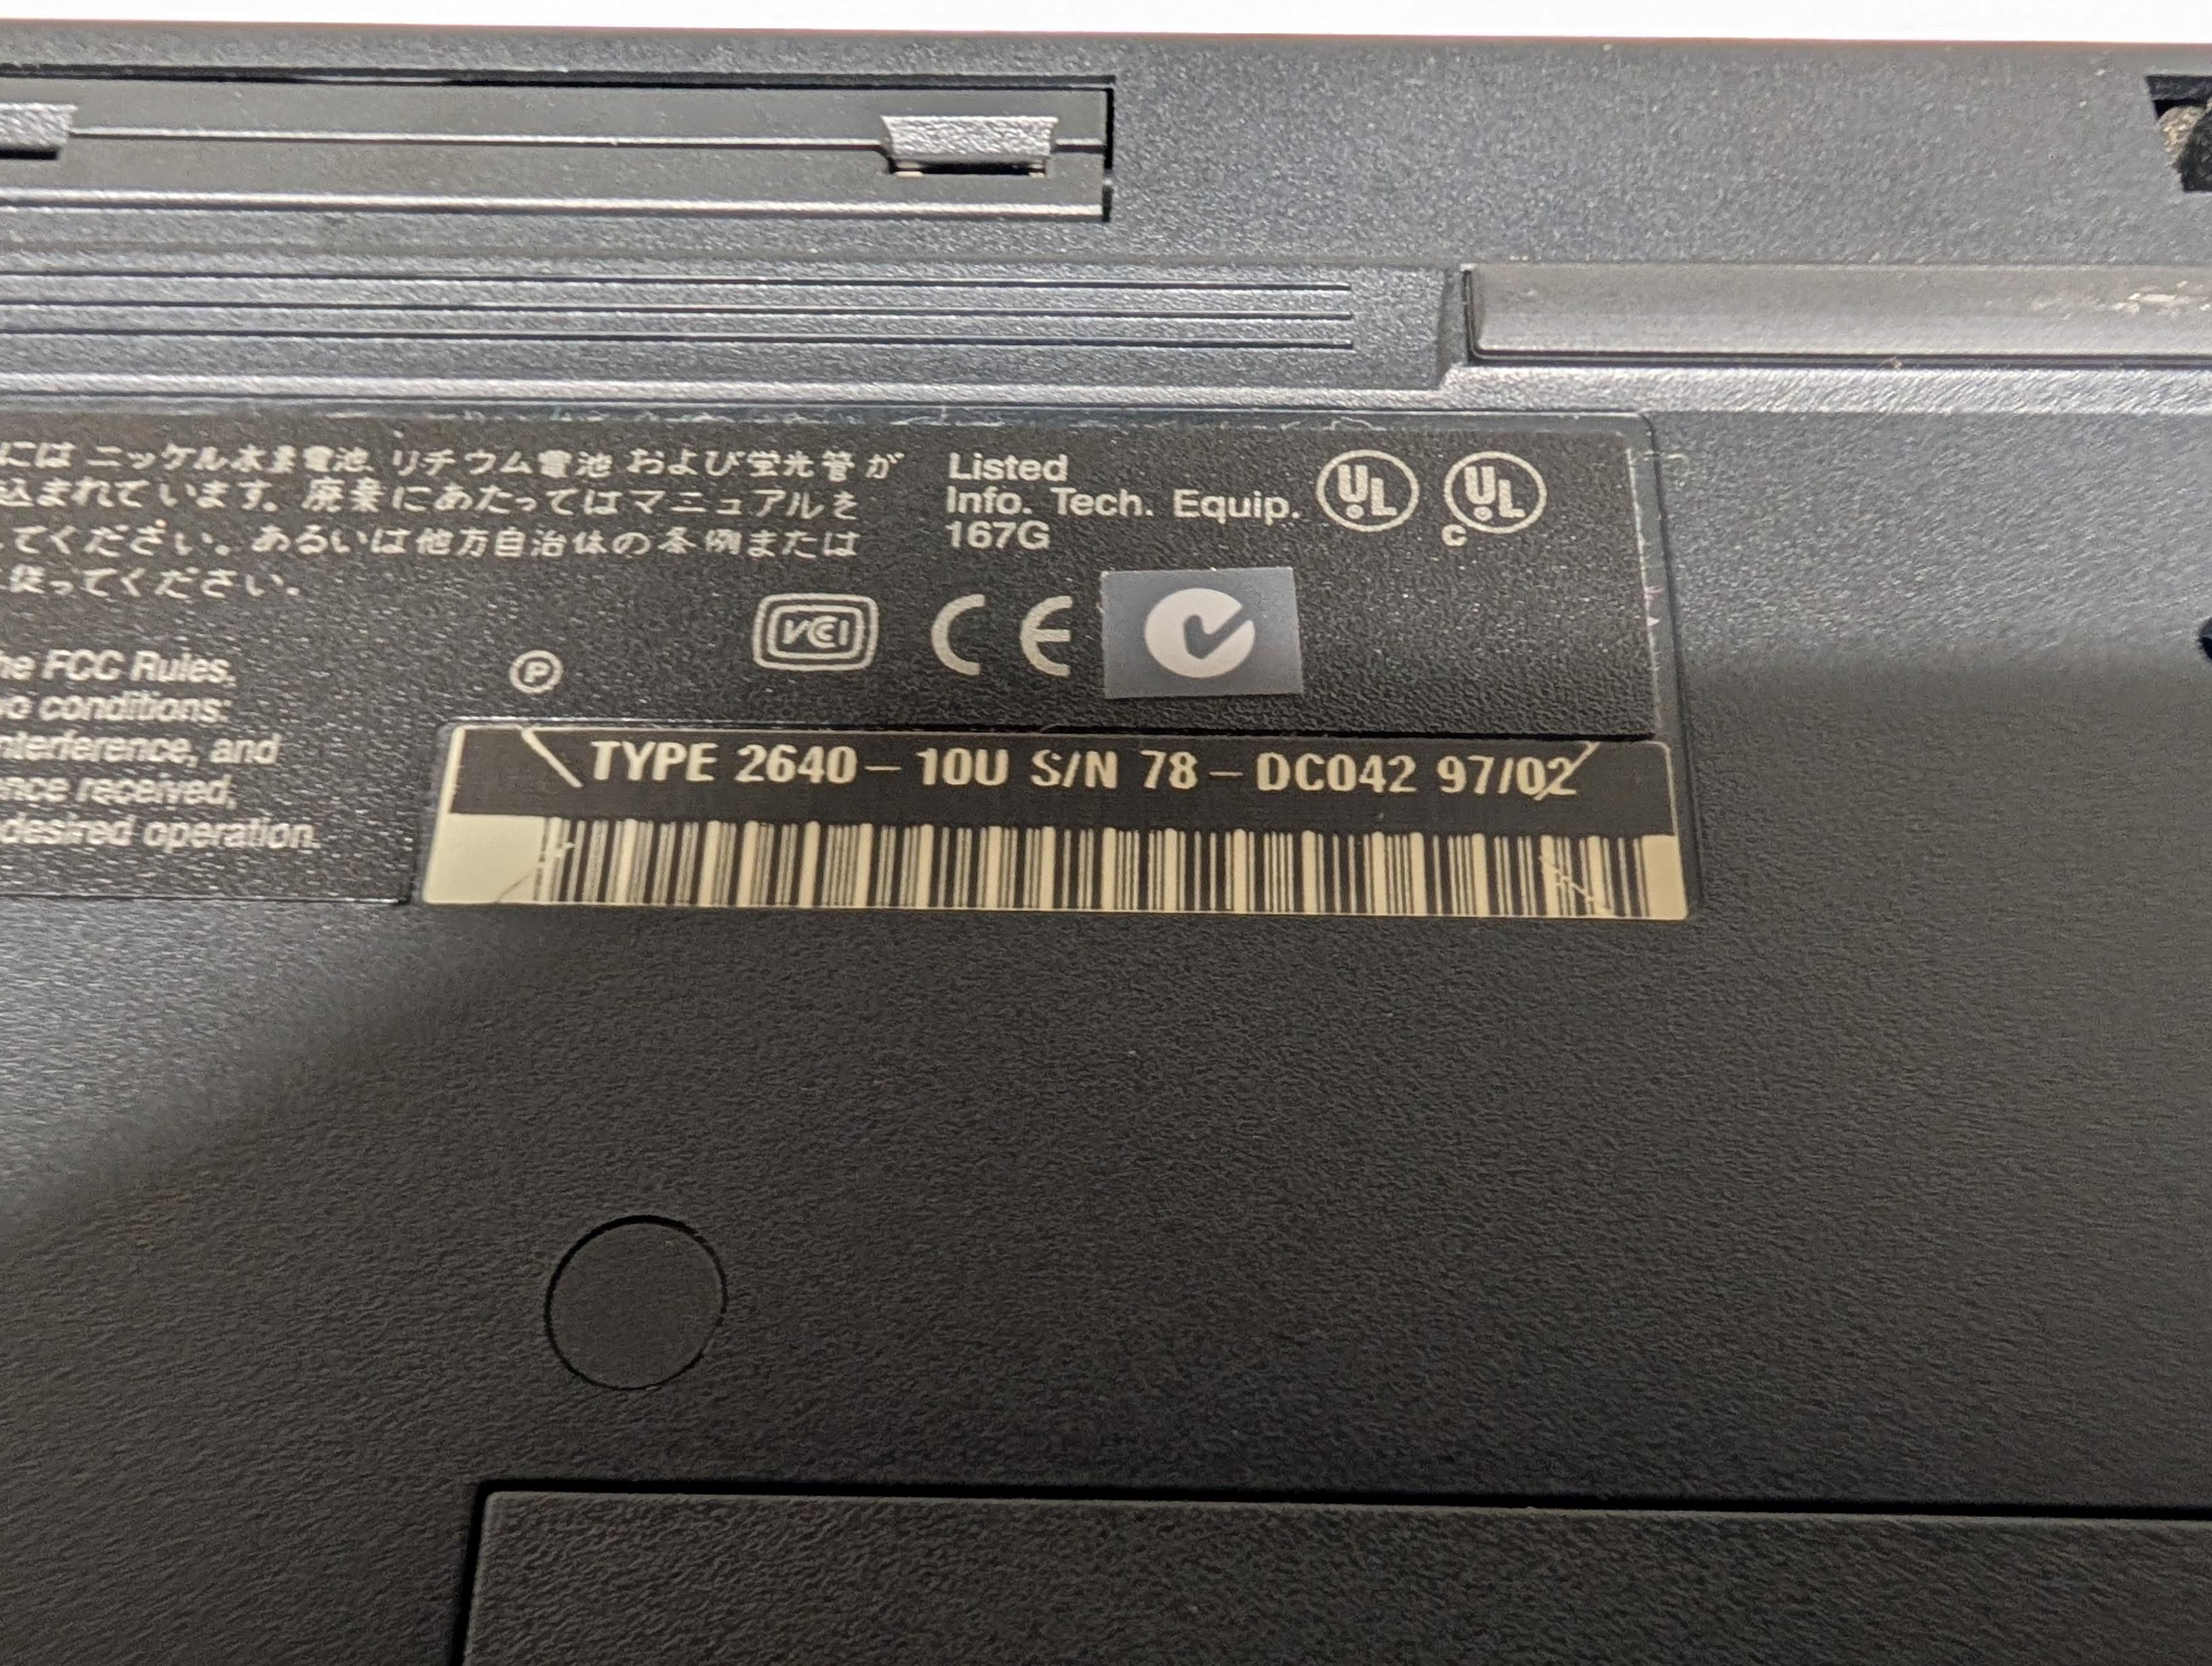 には ニッケル水素電池 リチウム電池 および蛍光管が
込まれています。廃棄にあたってはマニュアルを
てください。あるいは他方自治体の条例または
従ってください。
he FCC Rules.
o conditions:
nterference, and
nce received,
desired operation.
Listed
Info. Tech. Equip.
167G
UL
UL
C
P
VCI
CE
TYPE 2640-10U S/N 78-DC042 97/02